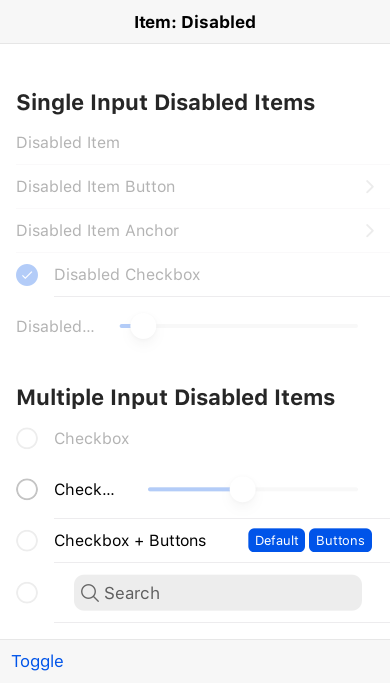 Item: Disabled
Single Input Disabled Items
Disabled Item
Disabled Item Button
Disabled Item Anchor
Disabled Checkbox
Disabled...
Multiple Input Disabled Items
Checkbox
Check...
Checkbox + Buttons Default Buttons
Search
Toggle